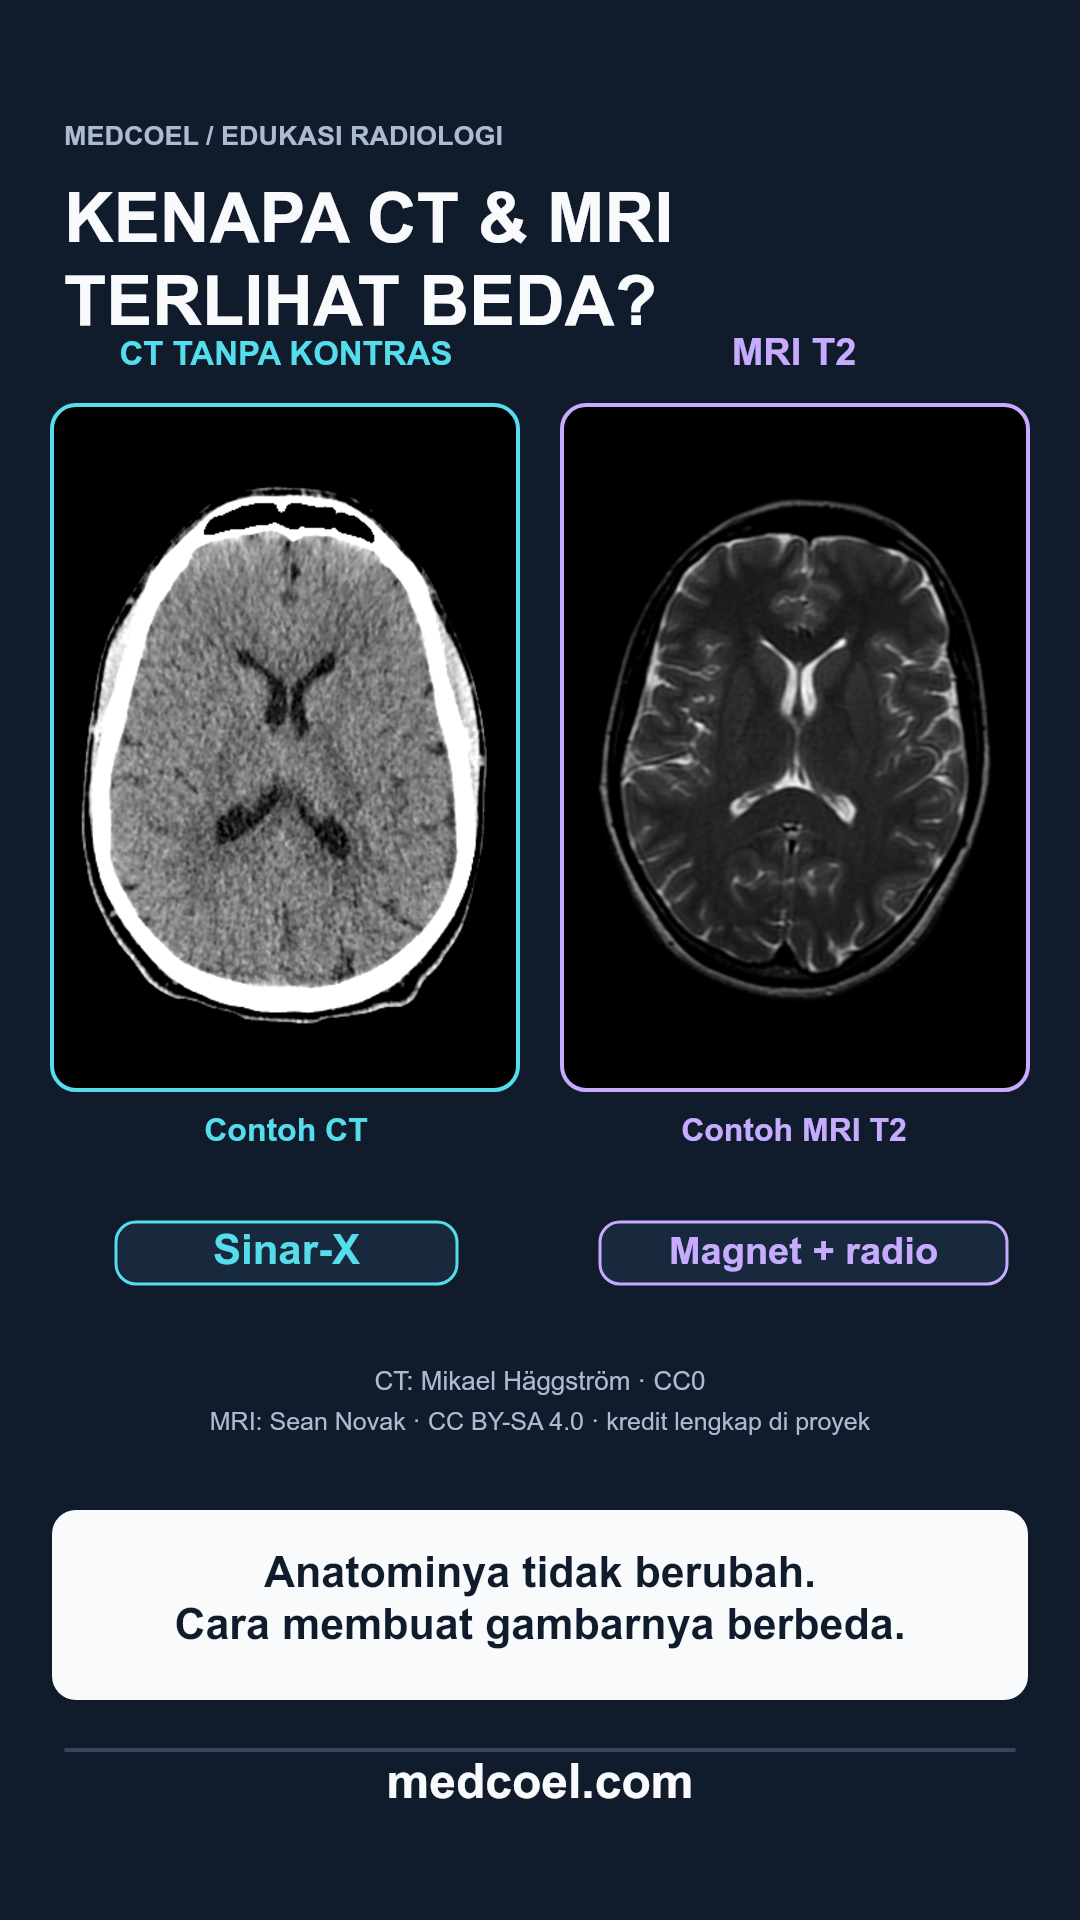 MEDCOEL / EDUKASI RADIOLOGI
KENAPA CT & MRI
TERLIHAT BEDA?
CT TANPA KONTRAS
MRI T2
Contoh CT
Contoh MRI T2
Sinar-X
Magnet + radio
CT: Mikael Häggström · CC0
MRI: Sean Novak · CC BY-SA 4.0 · kredit lengkap di proyek
Anatominya tidak berubah.
Cara membuat gambarnya berbeda.
medcoel.com